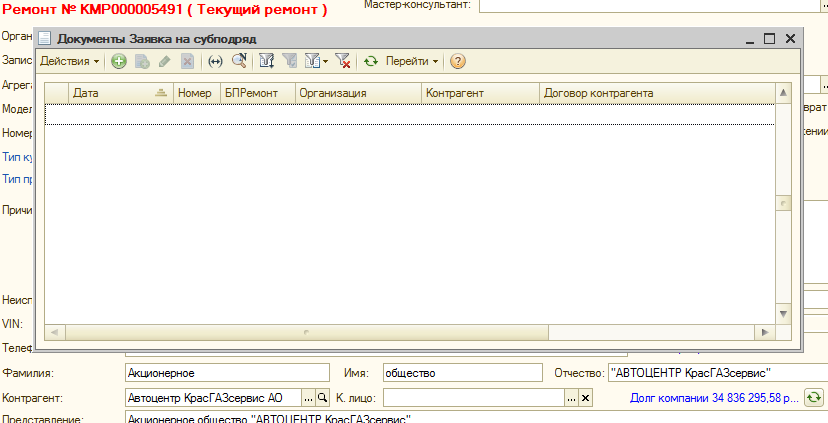 Ремонт № КМР000005491 ( Текущий ремонт )
Мастер-консультант:
Документы Заявка на субподряд
Действия
Перейти
Дата Номер БПРемонт Организация Контрагент Договор контрагента
Орган
Запис
Агрега
Модел
Номер
Тип ку
Тип пр
Причи
врат
жении
Неисп
VIN:
Телеф
Фамилия: Акционерное Имя: общество Отчество: "АВТОЦЕНТР КрасГАЗсервис"
Контрагент: Автоцентр КрасГАЗсервис АО ... К. лицо: ... Долг компании 34 836 295,58 р...
Представление: Акционерное общество "АВТОЦЕНТР КрасГАЗсервис"